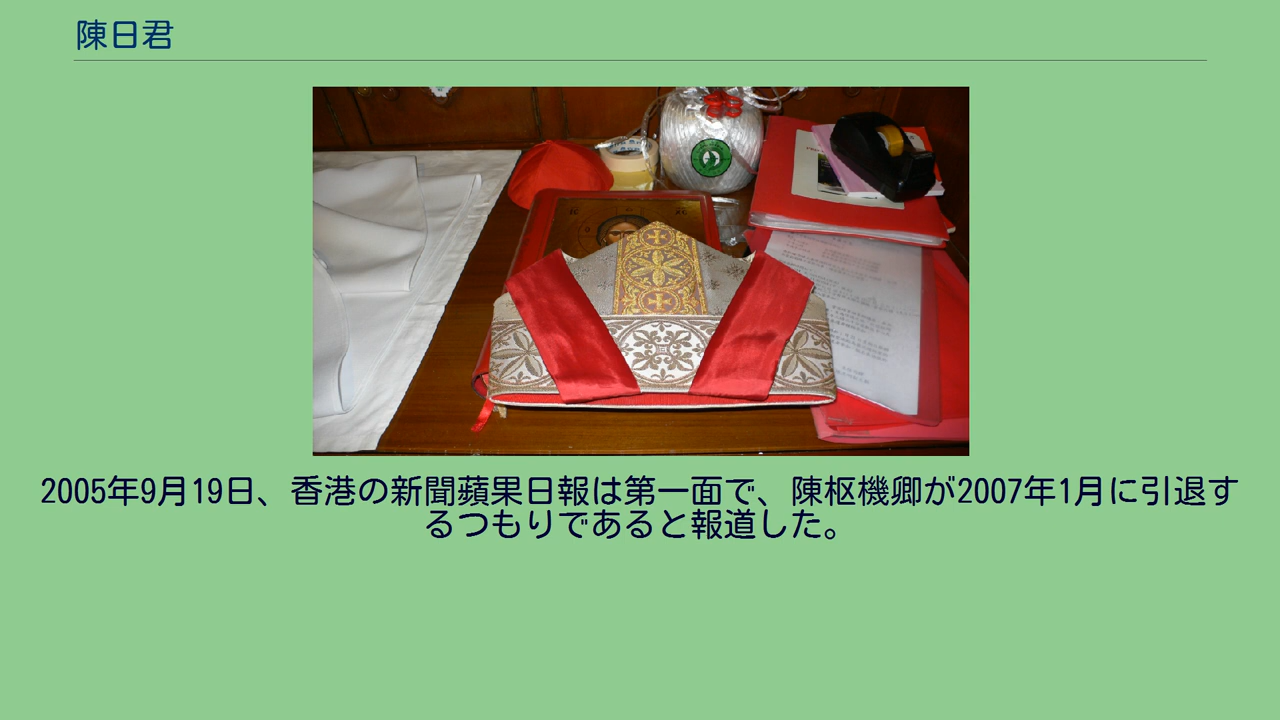 陳日君
2005年9月19日、香港の新聞蘋果日報は第一面で、陳枢機卿が2007年1月に引退す
るつもりであると報道した。